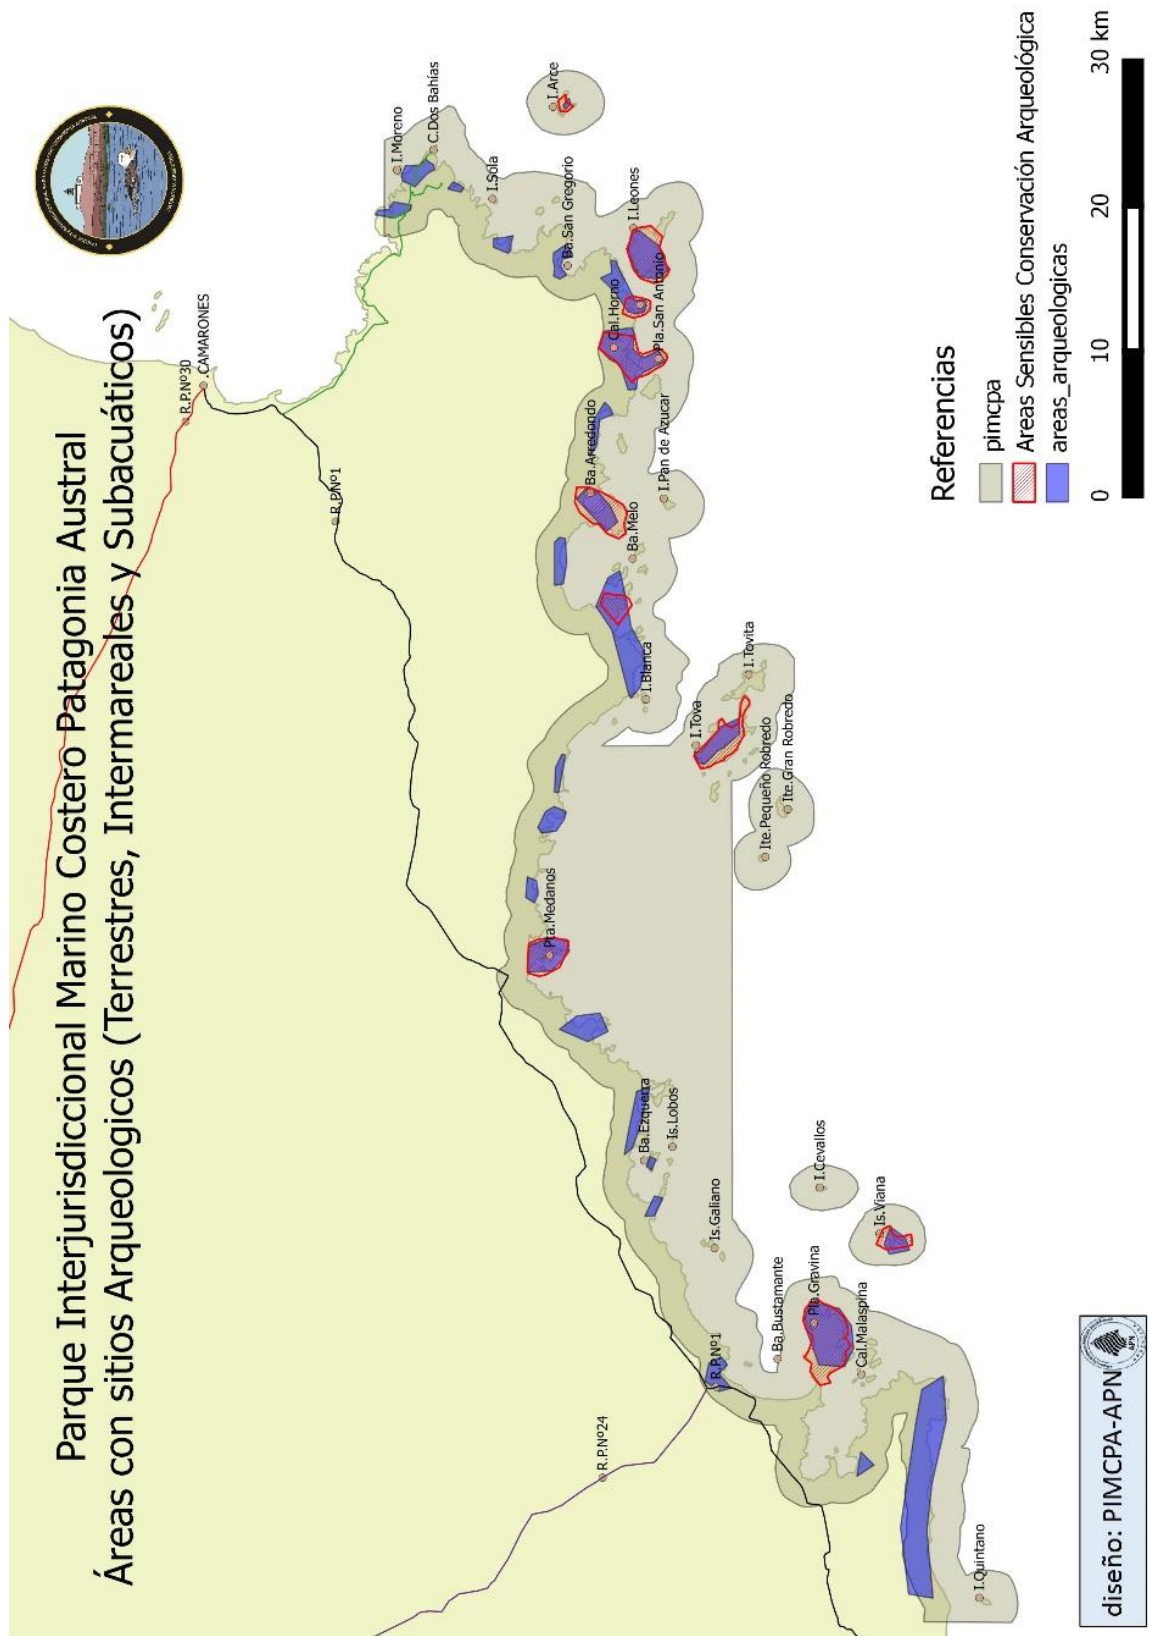 Parque Interjurisdiccional Marino Costero Patagonia Austral
Áreas con sitios Arqueologicos (Terrestres, Intermareales y Subacuáticos)
R.P.Nº30
.CAMARONES
R.P.Nº1
R.P.Nº24
R.P.Nº1
I.Moreno
C.Dos Bahías
I.Sola
I.Arce
Ba.San Gregorio
I.Leones
Cal.Horno
Pla.San Antonio
Ba.Arredondo
I.Pan de Azucar
Ba.Melo
I.Blanca
I.Tovita
I.Tova
Ite.Pequeño Robredo
Ite.Gran Robredo
Pta.Medanos
Ba.Ezquerra
Is.Lobos
Is.Galiano
I.Cevallos
Is.Viana
Ba.Bustamante
Pla.Gravina
Cal.Malaspina
I.Quintano
Referencias
pimcpa
Areas Sensibles Conservación Arqueológica
areas_arqueologicas
0 10 20 30 km
diseño: PIMCPA-APN
APN